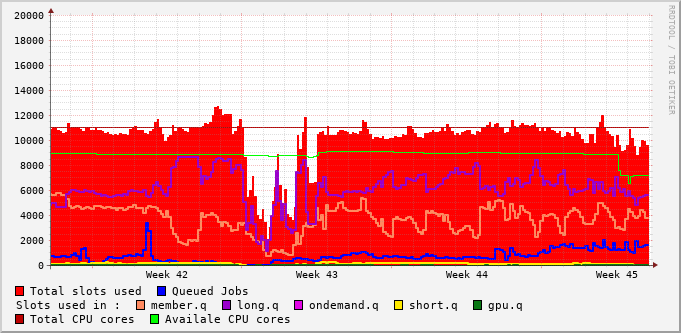 20000
18000
16000
14000
12000
10000
8000
6000
4000
2000
0
Week 42 Week 43 Week 44 Week 45
RRDTOOL / TOBI OETIKER
Total slots used Queued Jobs
Slots used in : member.q long.q ondemand.q short.q gpu.q
Total CPU cores Availale CPU cores